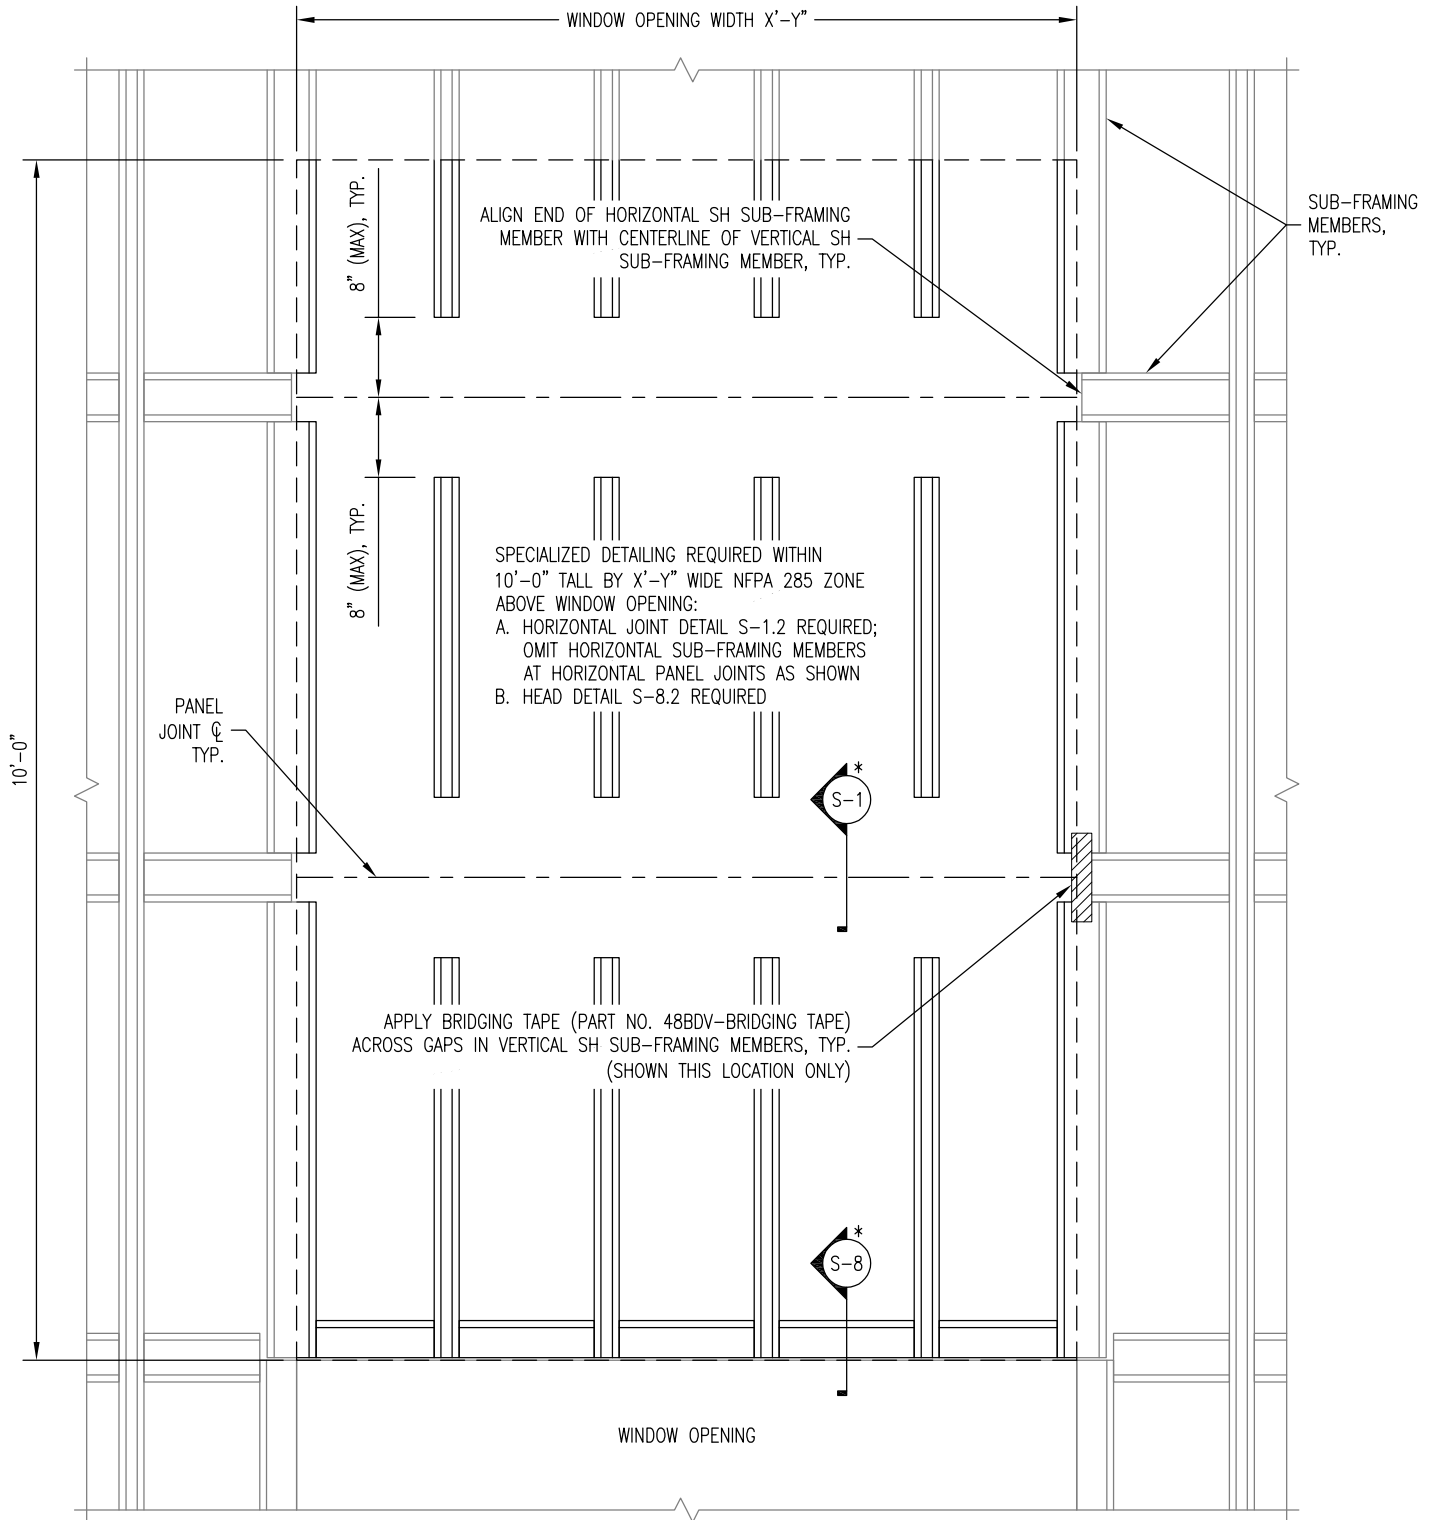 WINDOW OPENING WIDTH X'-Y"
8" (MAX), TYP.
ALIGN END OF HORIZONTAL SH SUB-FRAMING
MEMBER WITH CENTERLINE OF VERTICAL SH
SUB-FRAMING MEMBER, TYP.
SUB-FRAMING
MEMBERS,
TYP.
8" (MAX), TYP.
SPECIALIZED DETAILING REQUIRED WITHIN
10'-0" TALL BY X'-Y" WIDE NFPA 285 ZONE
ABOVE WINDOW OPENING:
A. HORIZONTAL JOINT DETAIL S-1.2 REQUIRED;
OMIT HORIZONTAL SUB-FRAMING MEMBERS
AT HORIZONTAL PANEL JOINTS AS SHOWN
B. HEAD DETAIL S-8.2 REQUIRED
PANEL
JOINT ℄
TYP.
10'-0"
*
S-1
APPLY BRIDGING TAPE (PART NO. 48BDV-BRIDGING TAPE)
ACROSS GAPS IN VERTICAL SH SUB-FRAMING MEMBERS, TYP.
(SHOWN THIS LOCATION ONLY)
*
S-8
WINDOW OPENING